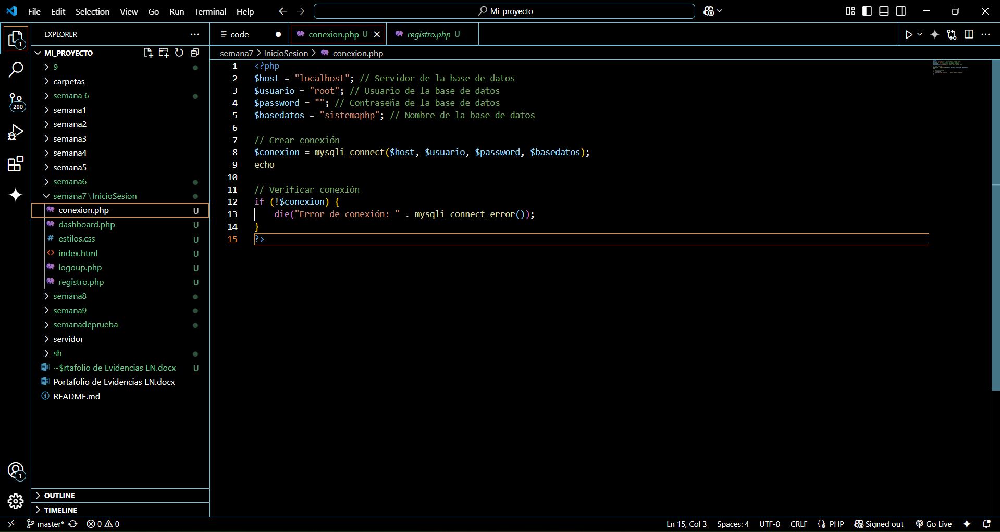 File Edit Selection View Go Run Terminal Help
Mi_proyecto
EXPLORER
code
conexion.php U
registro.php U
MI_PROYECTO
semana7 > InicioSesion > conexion.php
1
200
1
9
carpetas
semana 6
semana1
semana2
semana3
semana4
semana5
semana6
semana7\InicioSesion
conexion.php U
dashboard.php U
estilos.css U
index.html U
logoup.php U
registro.php U
semana8
semana9
semanadeprueba
servidor
sh
~$rtafolio de Evidencias EN.docx U
Portafolio de Evidencias EN.docx
README.md
OUTLINE
TIMELINE
1 <?php
2 $host = "localhost"; // Servidor de la base de datos
3 $usuario = "root"; // Usuario de la base de datos
4 $password = ""; // Contraseña de la base de datos
5 $basedatos = "sistemaphp"; // Nombre de la base de datos
6
7 // Crear conexión
8 $conexion = mysqli_connect($host, $usuario, $password, $basedatos);
9 echo
10
11 // Verificar conexión
12 if (!$conexion) {
13     die("Error de conexión: " . mysqli_connect_error());
14 }
15 ?>
master* 0 0
Ln 15, Col 3 Spaces: 4 UTF-8 CRLF {} PHP Signed out Go Live